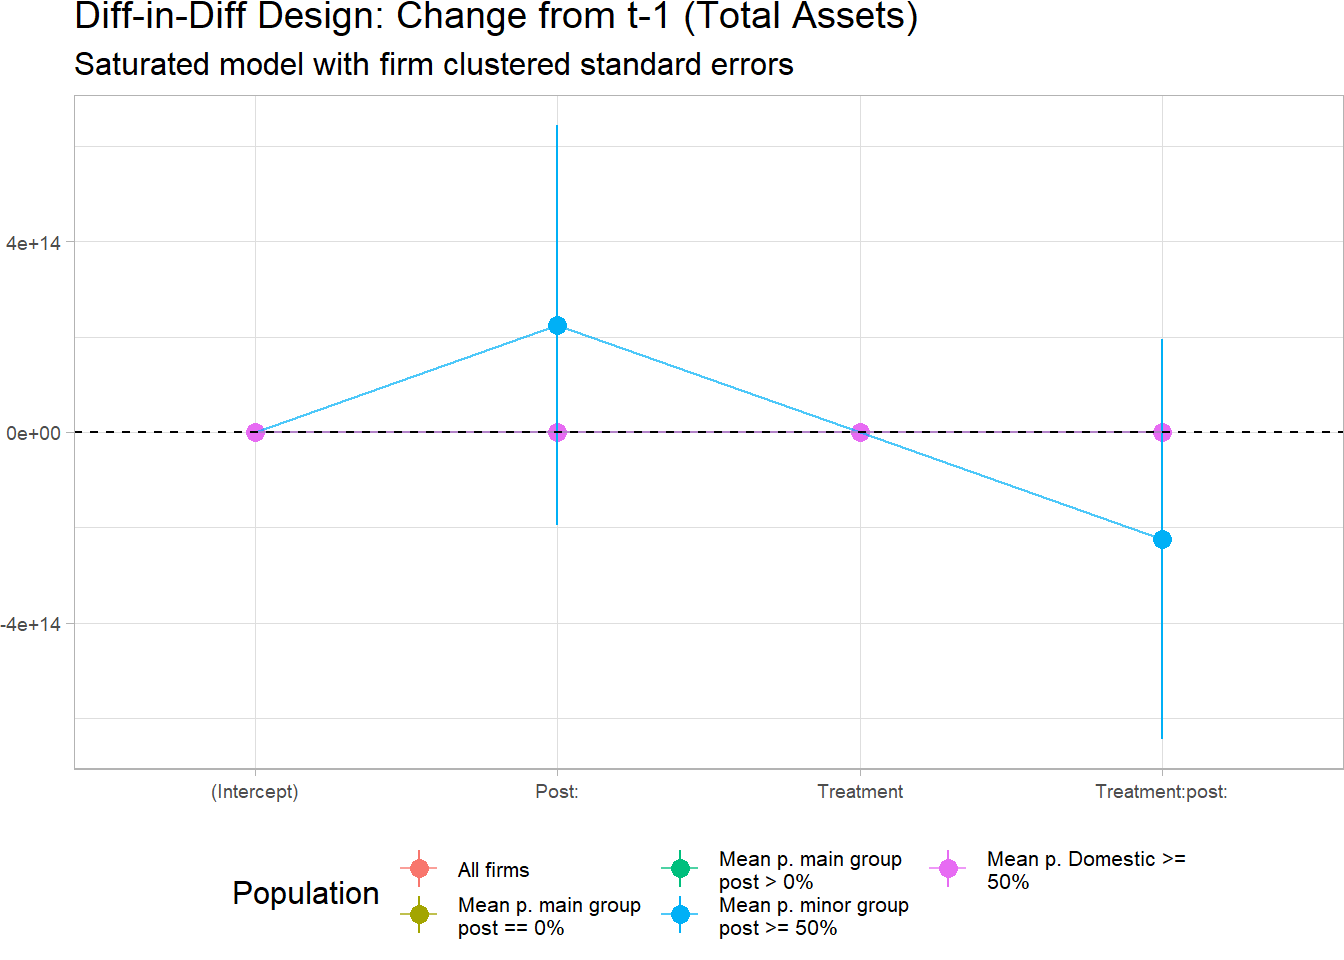 Diff-in-Diff Design: Change from t-1 (Total Assets)
Saturated model with firm clustered standard errors
4e+14
0e+00
-4e+14
(Intercept)
Post:
Treatment
Treatment:post:
Population
All firms
Mean p. main group
post == 0%
Mean p. main group
post > 0%
Mean p. minor group
post >= 50%
Mean p. Domestic >=
50%